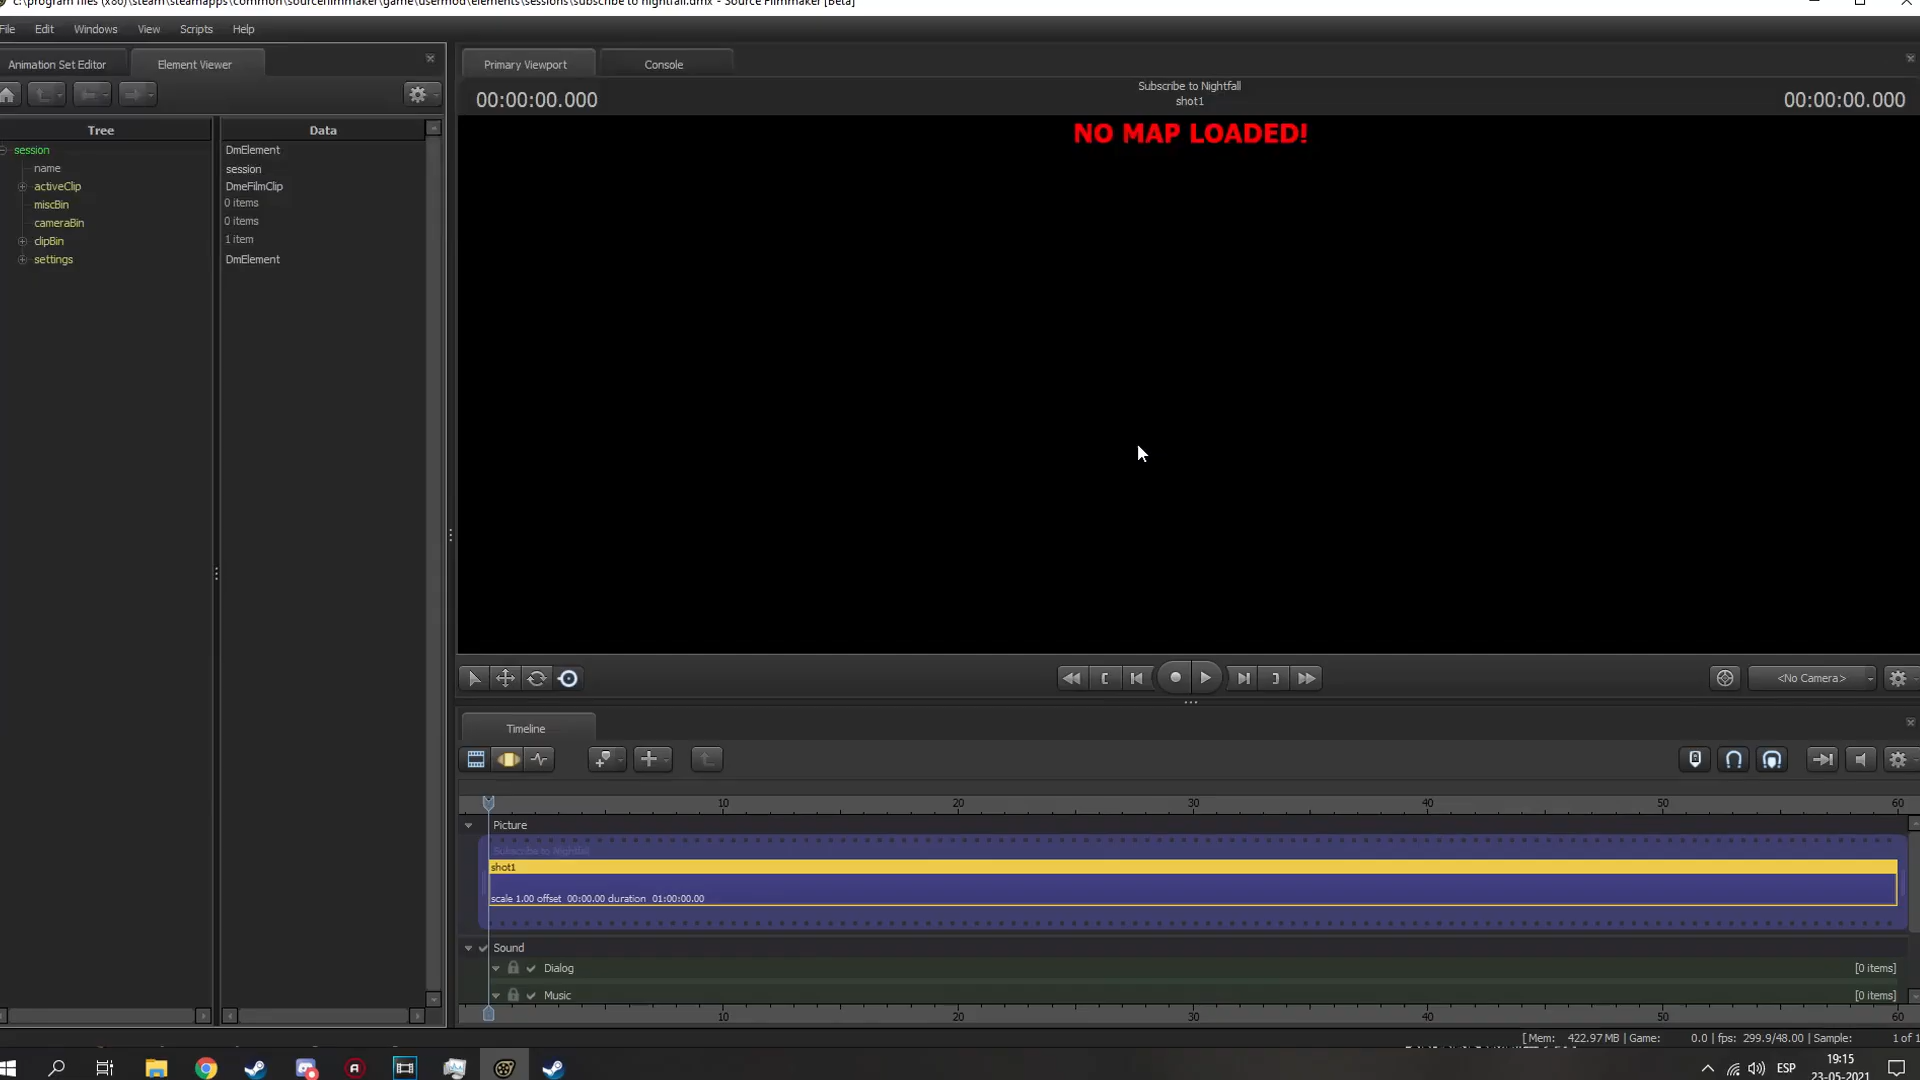 c:\program files (x86)\steam\steamapps\common\sourcefilmmaker\game\usermod\elements\sessions\subscribe to nightfall.dmx - Source Filmmaker [Beta]
File Edit Windows View Scripts Help
Animation Set Editor Element Viewer
Primary Viewport Console
00:00:00.000
Subscribe to Nightfall
shot1
00:00:00.000
NO MAP LOADED!
Tree Data
session DmElement
name session
activeClip DmeFilmClip
miscBin 0 items
cameraBin 0 items
clipBin 1 item
settings DmElement
<No Camera>
Timeline
10 20 30 40 50 60
Picture
Subscribe to Nightfall
shot1
scale 1.00 offset 00:00.00 duration 01:00:00.00
Sound
Dialog [0 items]
Music [0 items]
10 20 30 40 50 60
[ Mem: 422.97 MB | Game: 0.0 | fps: 299.9/48.00 | Sample: 1 of 1
ESP
19:15
23-05-2021